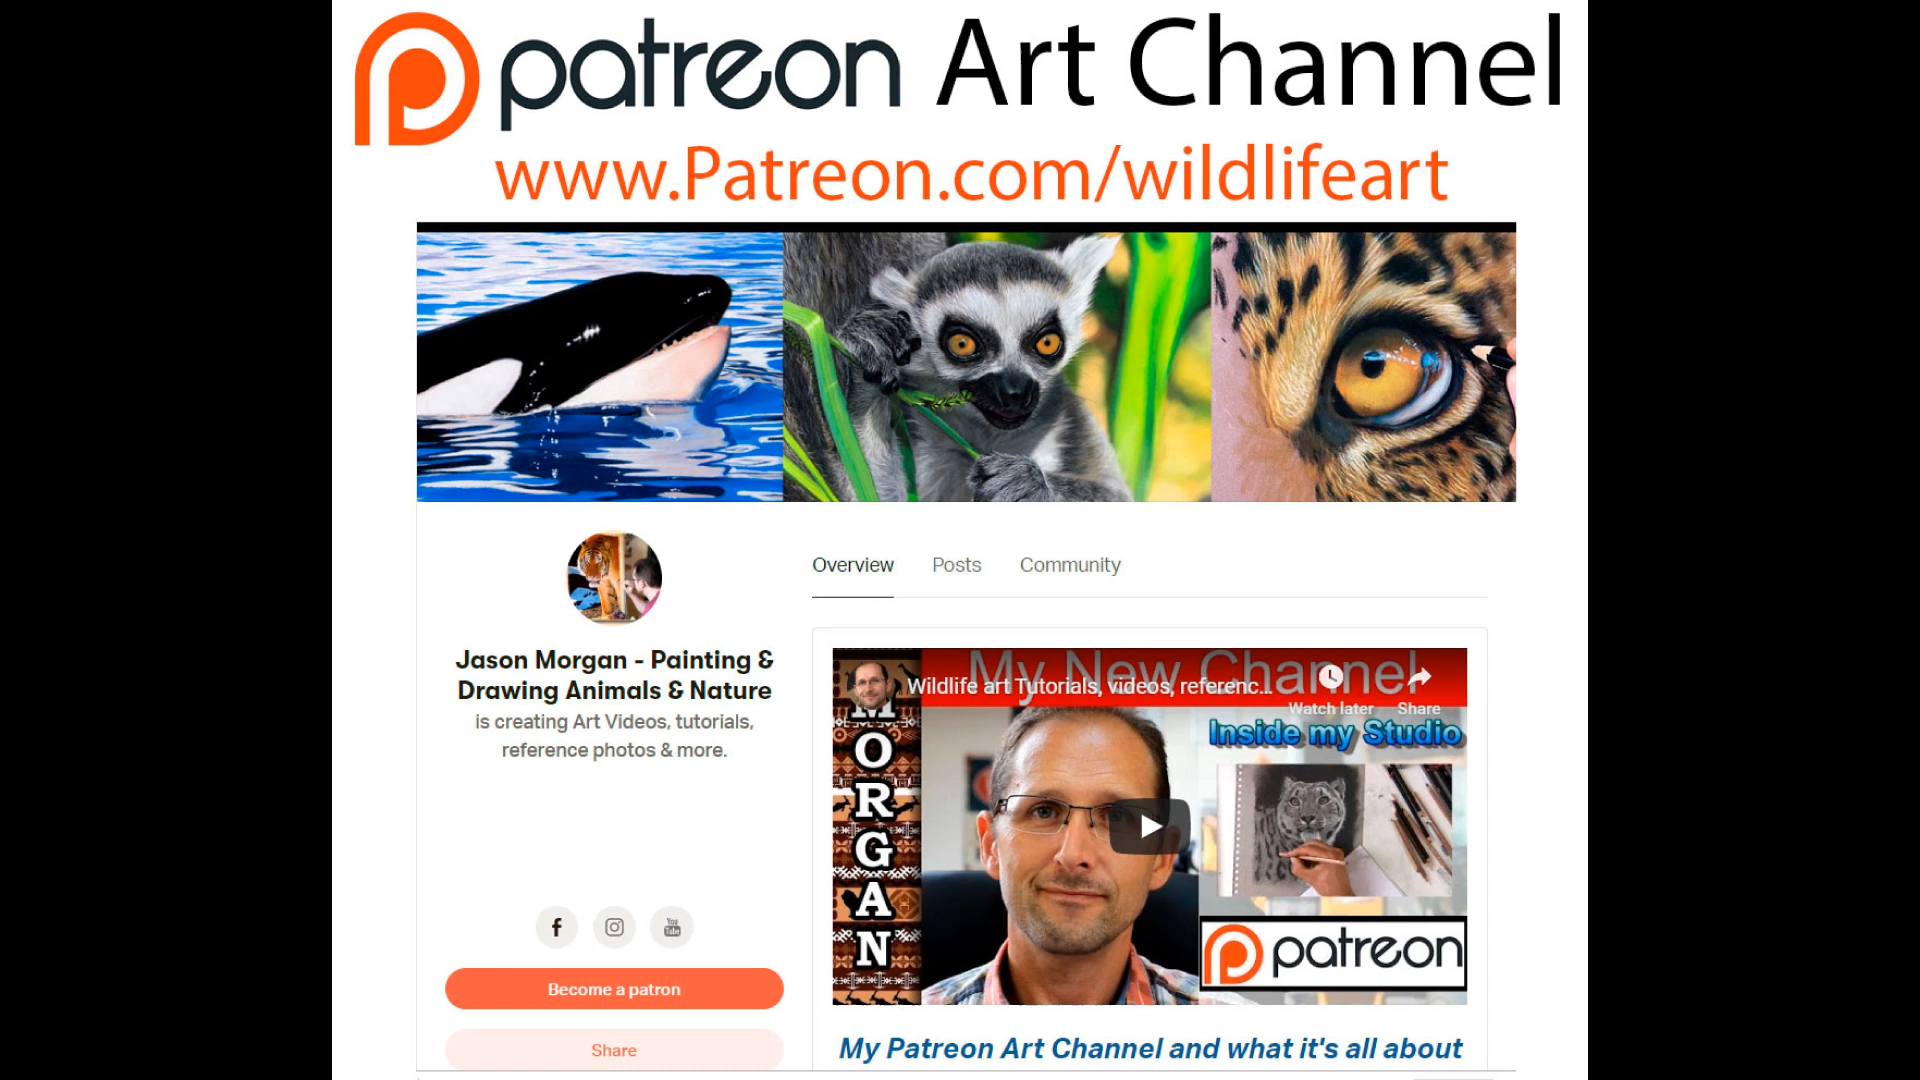 patreon Art Channel
www.Patreon.com/wildlifeart
Overview Posts Community
Jason Morgan - Painting &
Drawing Animals & Nature
is creating Art Videos, tutorials,
reference photos & more.
Become a patron
Share
My New Channel
Wildlife art Tutorials, videos, referenc...
Watch later Share
MORGAN
Inside my Studio
patreon
My Patreon Art Channel and what it's all about
You
Tube